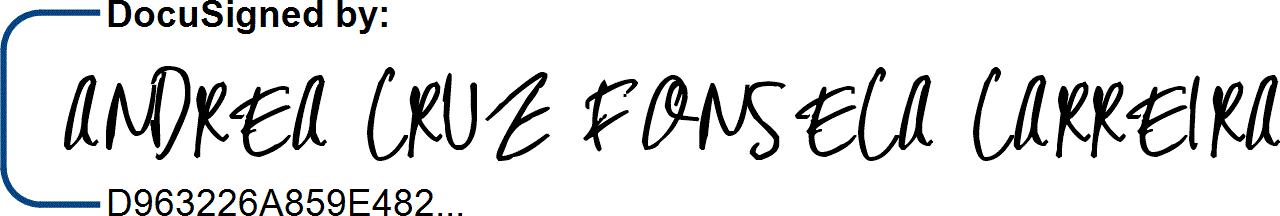 DocuSigned by:
ANDREA CRUZ FONSECA CARREIRA
D963226A859E482...